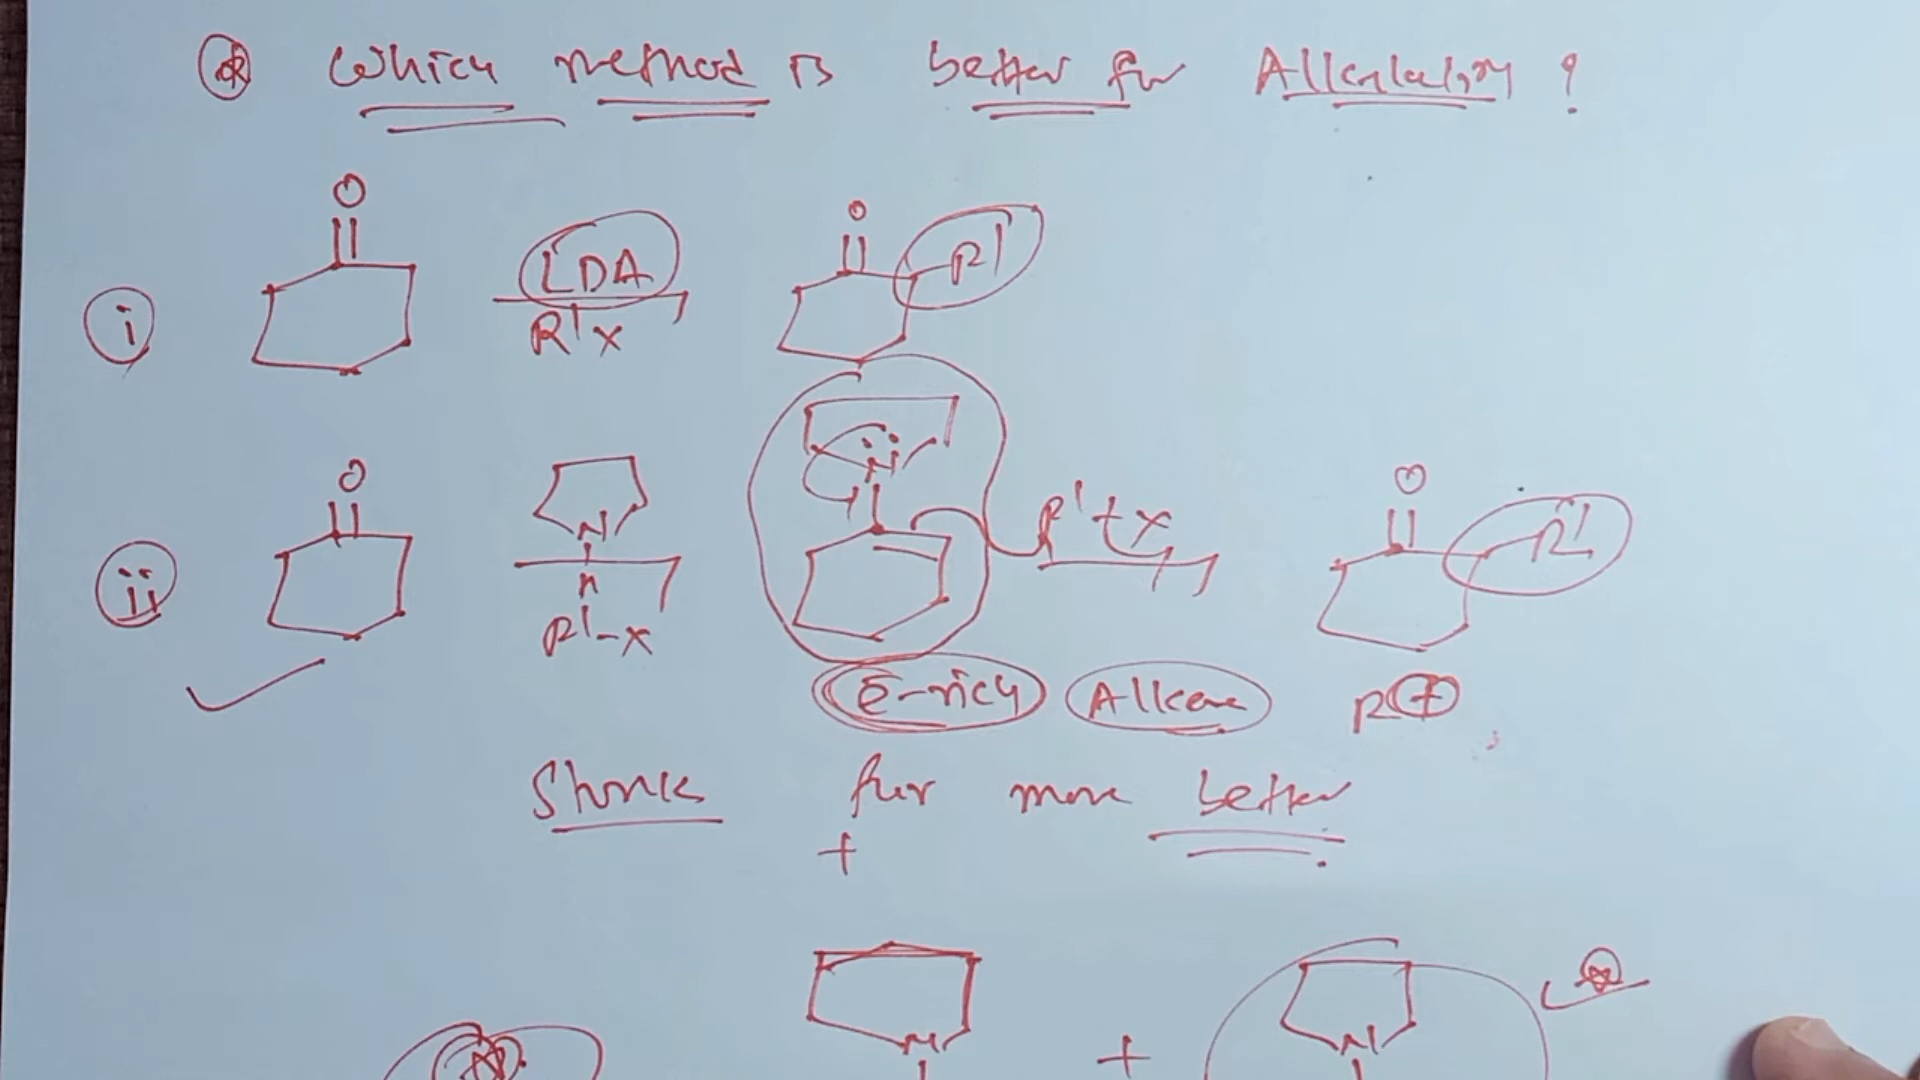 Which method is better for Alkylation ?
O
O
i
LDA
R'
R'x
N
O
O
N
R'+x
R'
ii
H
R'-x
ē-rich Alkene R+
Stork for more better
+
N + N